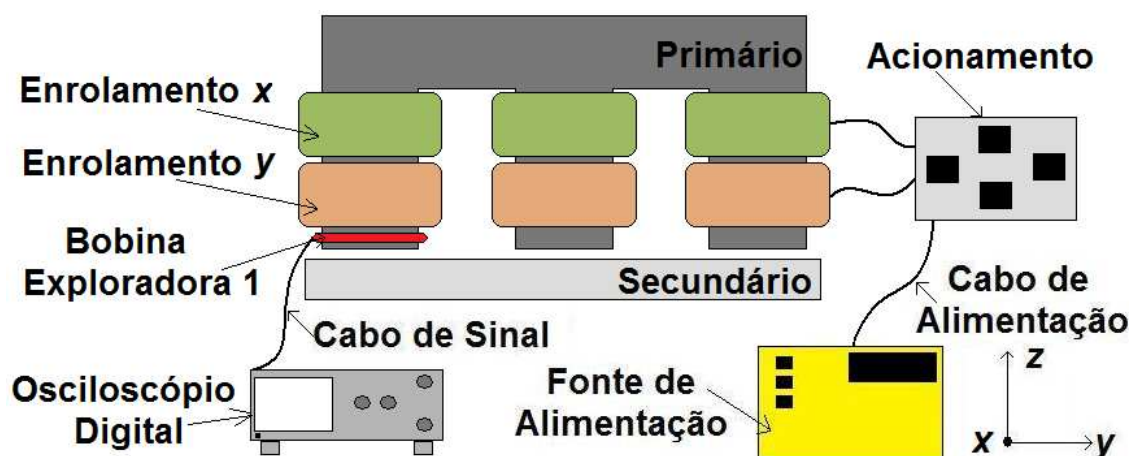 Primário
Acionamento
Enrolamento x
Enrolamento y
Bobina
Exploradora 1
Secundário
Cabo de Sinal
Cabo de
Alimentação
Osciloscópio
Digital
Fonte de
Alimentação
z
x
y